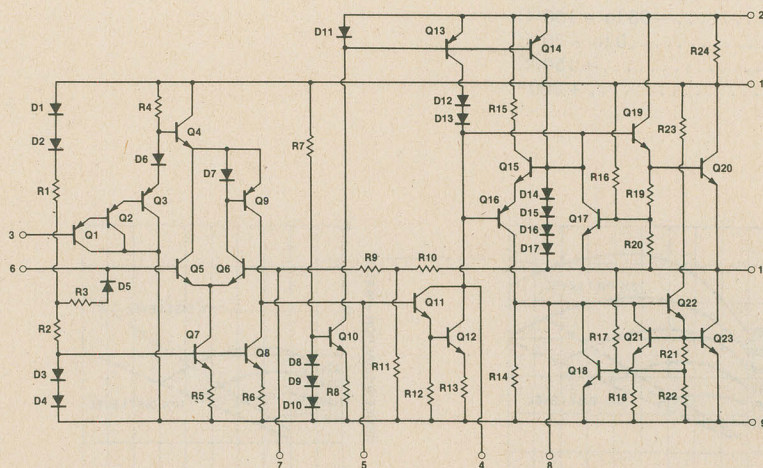 D11 Q13 Q14 2
R24
D1 R4 Q4 1
D12 R15 Q19 R23
D2 D13
D6 R7 Q20
D7 Q15 R16
R1 Q3 Q9 D14 R19
Q2 Q16 D15 Q17
3 Q1 D16 R20
D17
6 Q5 Q6 R9 R10 1
D5
R3 Q11 Q22
R2 Q7 Q10 Q12 R17 Q21 Q23
Q8 D8 R21
D3 R11 R14 Q18
D9 R8 R13
D4 R5 R6 D10 R12 R18 R22
9
7 5 4 8